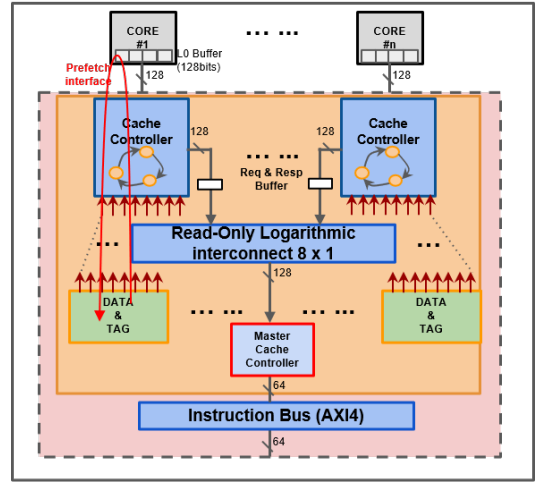 CORE
#1
... ...
CORE
#n
L0 Buffer
(128bits)
Prefetch
interface
128
128
Cache
Controller
128
... ...
128
Cache
Controller
Req & Resp
Buffer
...
Read-Only Logarithmic
interconnect 8 x 1
...
128
DATA
&
TAG
... ...
... ...
DATA
&
TAG
Master
Cache
Controller
64
Instruction Bus (AXI4)
64